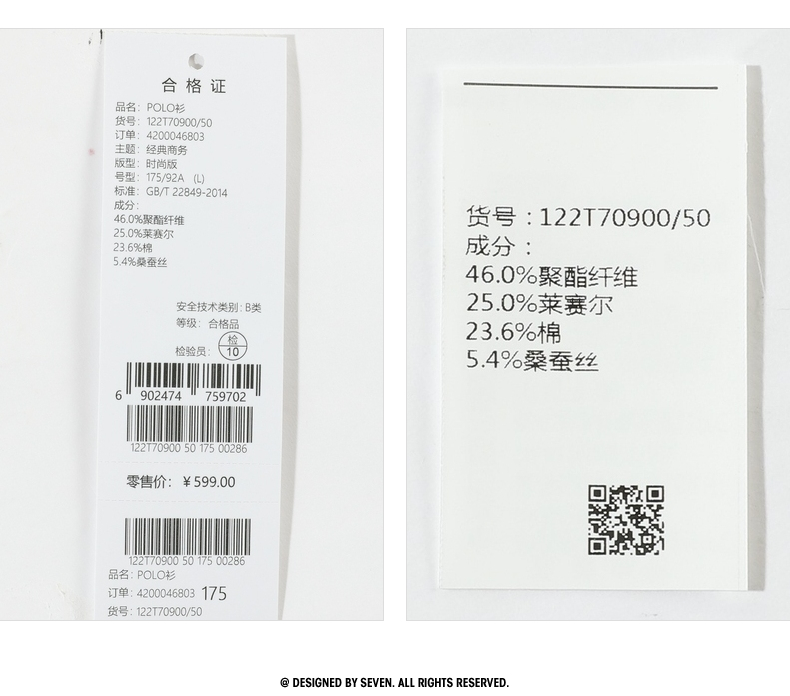 合格证
品名: POLO衫
货号: 122T70900/50
订单: 4200046803
主题: 经典商务
版型: 时尚版
号型: 175/92A (L)
标准: GB/T 22849-2014
成分:
46.0%聚酯纤维
25.0%莱赛尔
23.6%棉
5.4%桑蚕丝
安全技术类别: B类
等级: 合格品
检验员: 检 10
6 902474 759702
122T70900 50 175 00286
零售价: ¥599.00
122T70900 50 175 00286
品名: POLO衫
订单: 4200046803 175
货号: 122T70900/50
货号: 122T70900/50
成分:
46.0%聚酯纤维
25.0%莱赛尔
23.6%棉
5.4%桑蚕丝
@ DESIGNED BY SEVEN. ALL RIGHTS RESERVED.